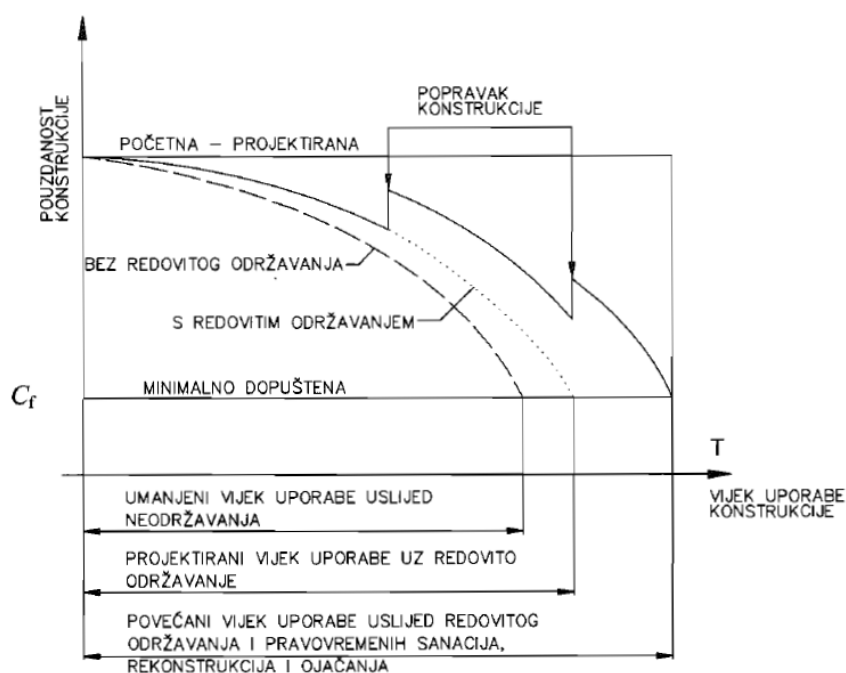 POUZDANOST
KONSTRUKCIJE
POPRAVAK
KONSTRUKCIJE
POČETNA – PROJEKTIRANA
BEZ REDOVITOG ODRŽAVANJA
S REDOVITIM ODRŽAVANJEM
Cf
MINIMALNO DOPUŠTENA
T
VIJEK UPORABE
KONSTRUKCIJE
UMANJENI VIJEK UPORABE USLIJED
NEODRŽAVANJA
PROJEKTIRANI VIJEK UPORABE UZ REDOVITO
ODRŽAVANJE
POVEĆANI VIJEK UPORABE USLIJED REDOVITOG
ODRŽAVANJA I PRAVOVREMENIH SANACIJA,
REKONSTRUKCIJA I OJAČANJA